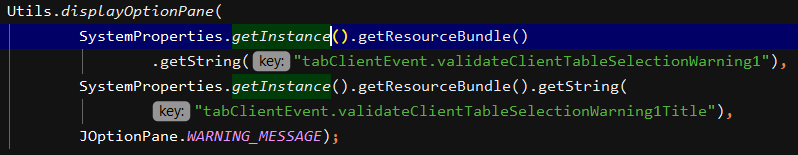 Utils.displayOptionPane(
SystemProperties.getInstance().getResourceBundle()
.getString( key: "tabClientEvent.validateClientTableSelectionWarning1"),
SystemProperties.getInstance().getResourceBundle().getString(
key: "tabClientEvent.validateClientTableSelectionWarning1Title"),
JOptionPane.WARNING_MESSAGE);